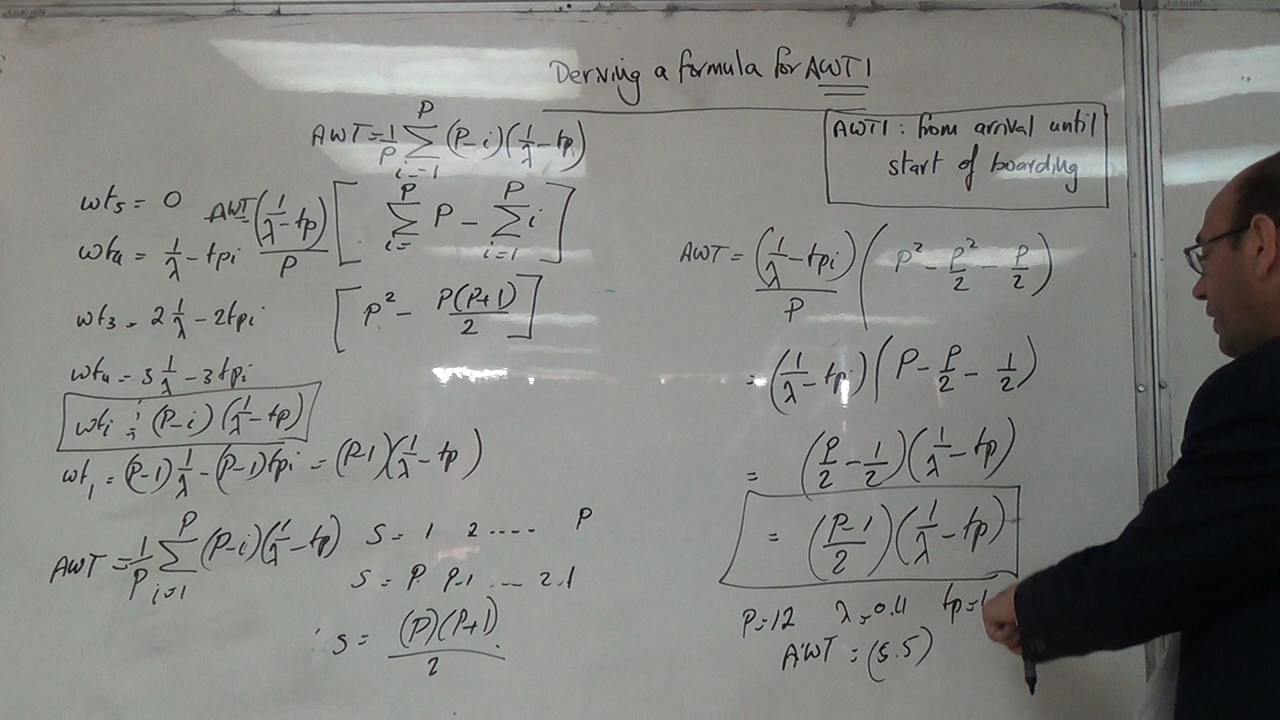 Deriving a formula for AWT1
AWT1 : from arrival until
start of boarding
AWT = 1/P Σ_{i=1}^{P} (P-i)(1/λ - tp)
wt5 = 0
AWT = (1/λ - tp)/P [ Σ_{i=}^{P} P - Σ_{i=1}^{P} i ]
wt4 = 1/λ - tpi
wt3 = 2 1/λ - 2tpi
[ P² - P(P+1)/2 ]
wt4 = 3 1/λ - 3tpi
wti = (P-i)(1/λ - tp)
wt1 = (P-1) 1/λ - (P-1)tpi = (P-1)(1/λ - tp)
AWT = 1/P Σ_{i=1}^{P} (P-i)(1/λ - tp)
S = 1 2 .... P
S = P P-1 .... 2 1
S = (P)(P+1)/2
AWT = (1/λ - tpi)/P ( P² - P²/2 - P/2 )
= (1/λ - tp)( P - P/2 - 1/2 )
= (P/2 - 1/2)(1/λ - tp)
= (P-1/2)(1/λ - tp)
P=12 λ=0.11 tp=
AWT = (5.5)